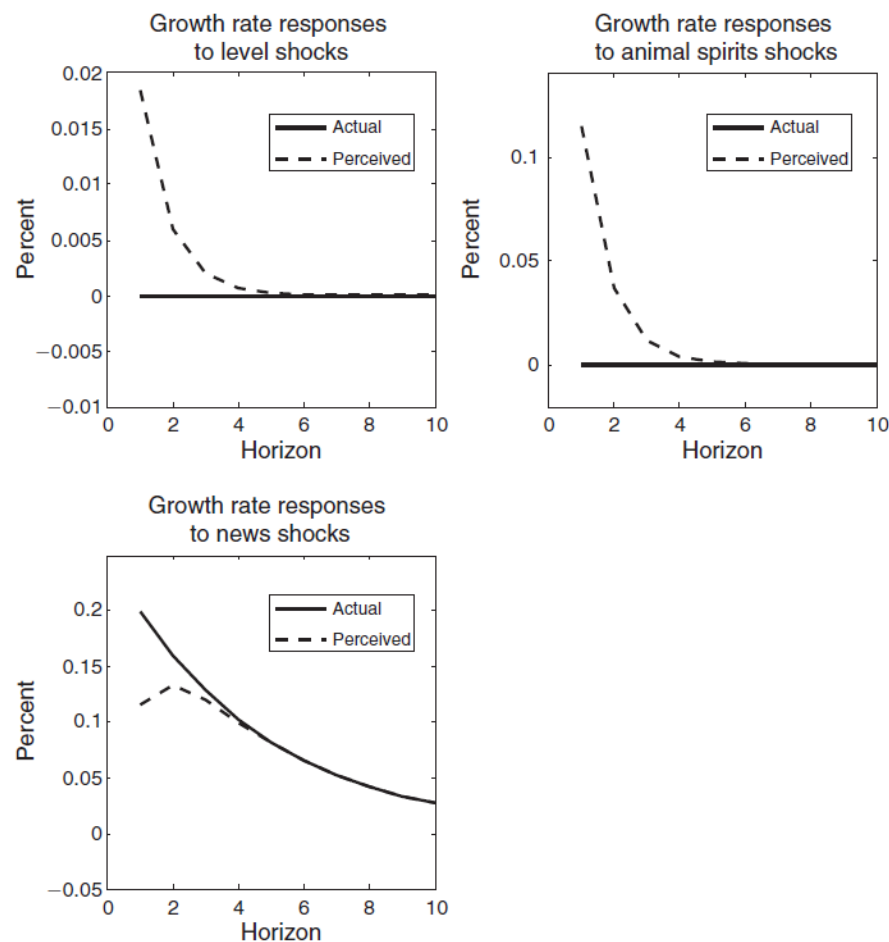 Growth rate responses
to level shocks
0.02
0.015
0.01
0.005
0
−0.005
−0.01
Percent
Actual
Perceived
0 2 4 6 8 10
Horizon
Growth rate responses
to animal spirits shocks
0.1
0.05
0
Percent
Actual
Perceived
0 2 4 6 8 10
Horizon
Growth rate responses
to news shocks
0.2
0.15
0.1
0.05
0
−0.05
Percent
Actual
Perceived
0 2 4 6 8 10
Horizon